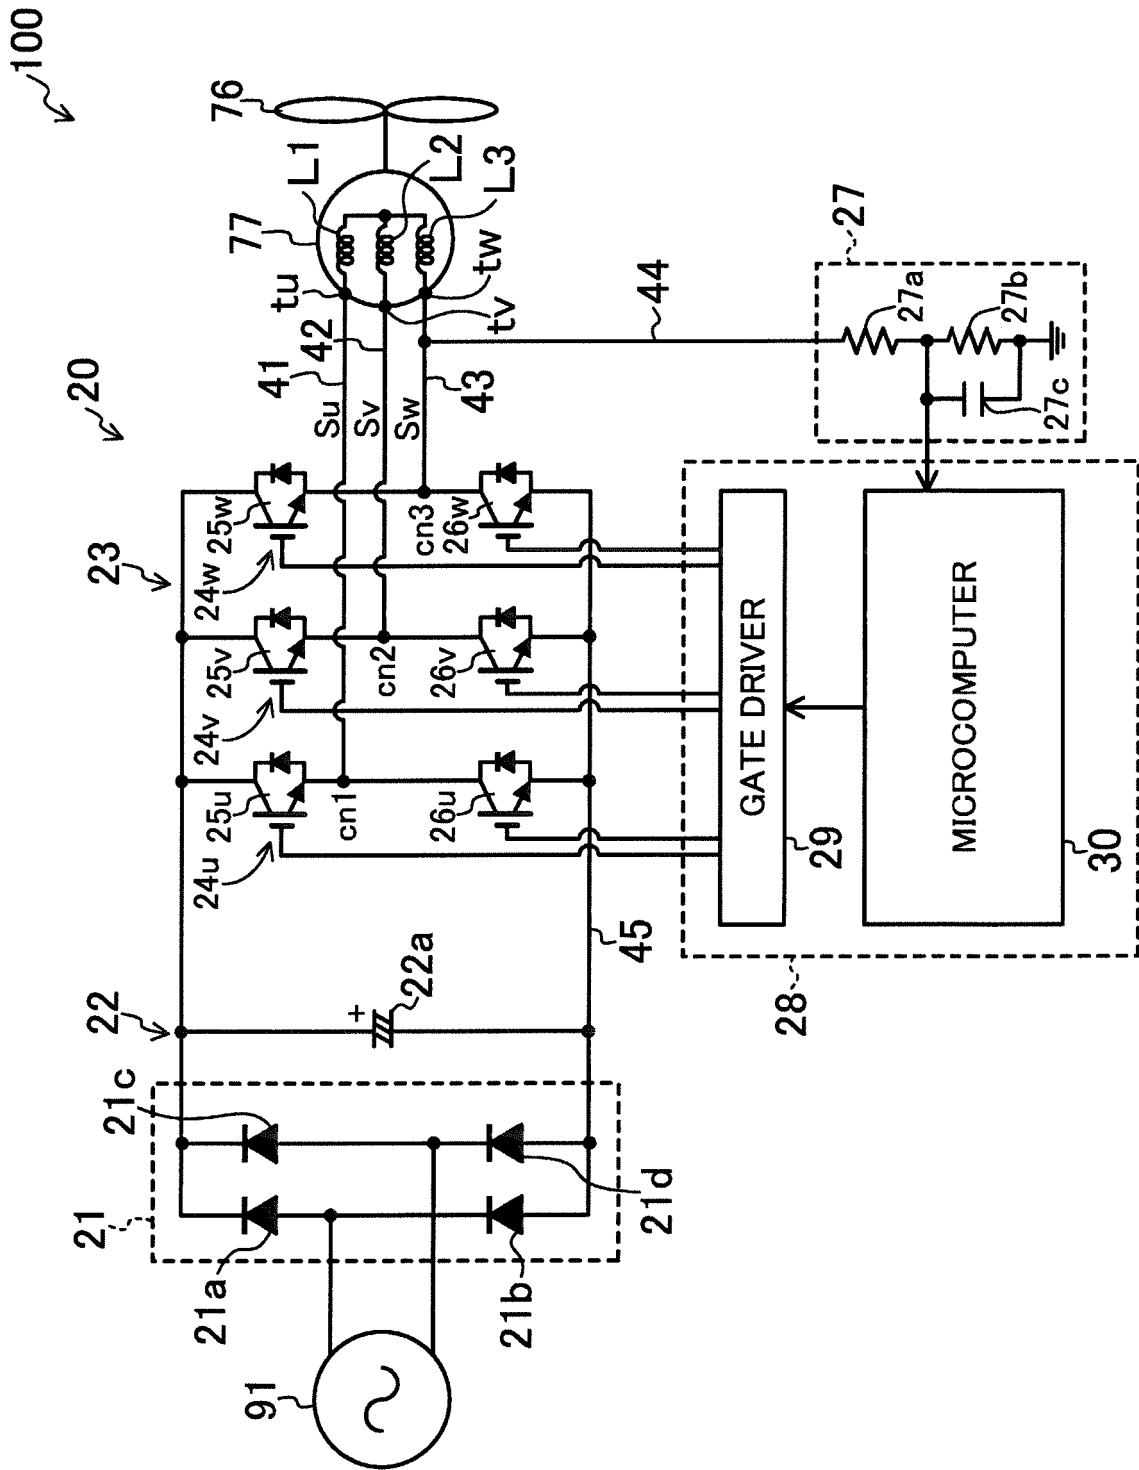 100
20
23
22
21
76
77
L1
L2
L3
tu
tv
tw
41
42
43
44
Su
Sv
Sw
25w
24w
cn3
26w
25v
24v
cn2
26v
25u
24u
cn1
26u
+
22a
45
21c
21a
21d
21b
91
27
27a
27b
27c
28
GATE DRIVER
29
MICROCOMPUTER
30